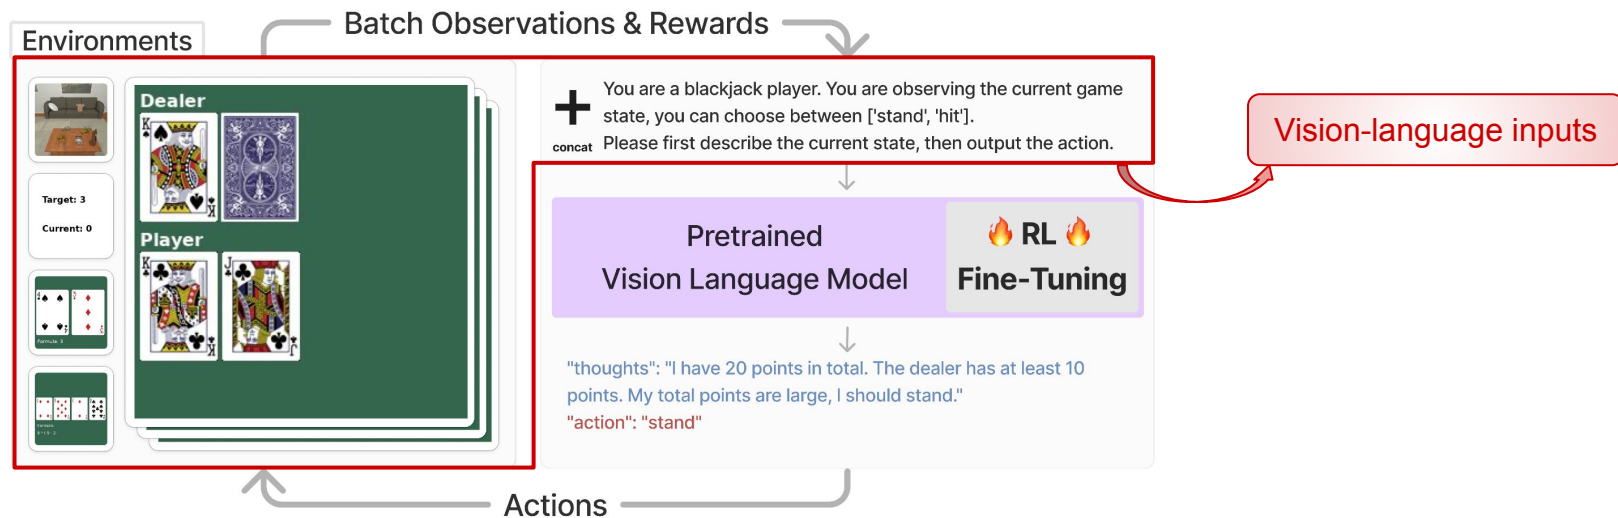 Batch Observations & Rewards
Environments
Target: 3
Current: 0
Formula: 3
Dealer
K
K
Player
K
K
J
J
+
concat
You are a blackjack player. You are observing the current game
state, you can choose between ['stand', 'hit'].
Please first describe the current state, then output the action.
Vision-language inputs
Pretrained
Vision Language Model
RL
Fine-Tuning
"thoughts": "I have 20 points in total. The dealer has at least 10
points. My total points are large, I should stand."
"action": "stand"
Actions